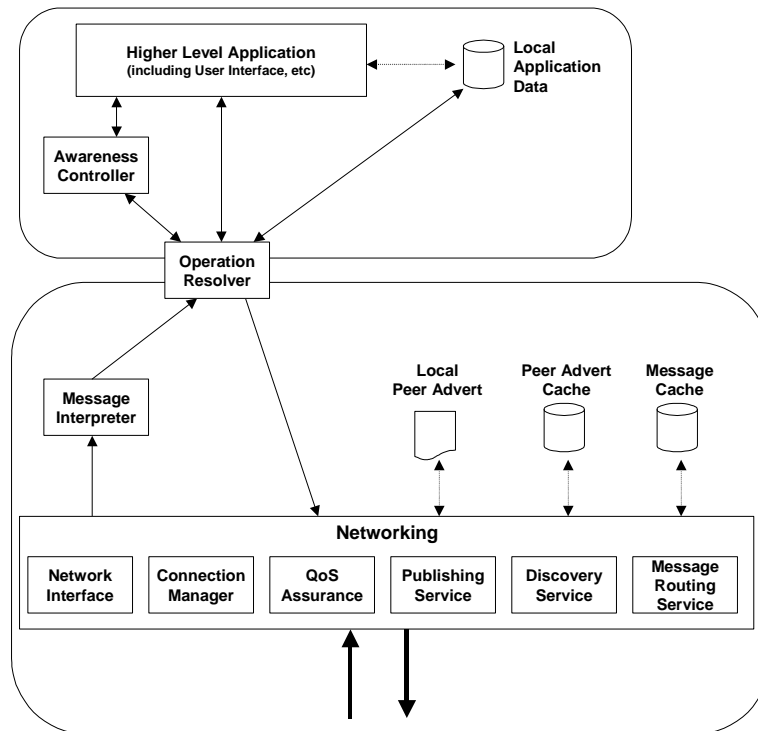 Higher Level Application
(including User Interface, etc)
Local
Application
Data
Awareness
Controller
Operation
Resolver
Message
Interpreter
Local
Peer Advert
Peer Advert
Cache
Message
Cache
Networking
Network
Interface
Connection
Manager
QoS
Assurance
Publishing
Service
Discovery
Service
Message
Routing
Service